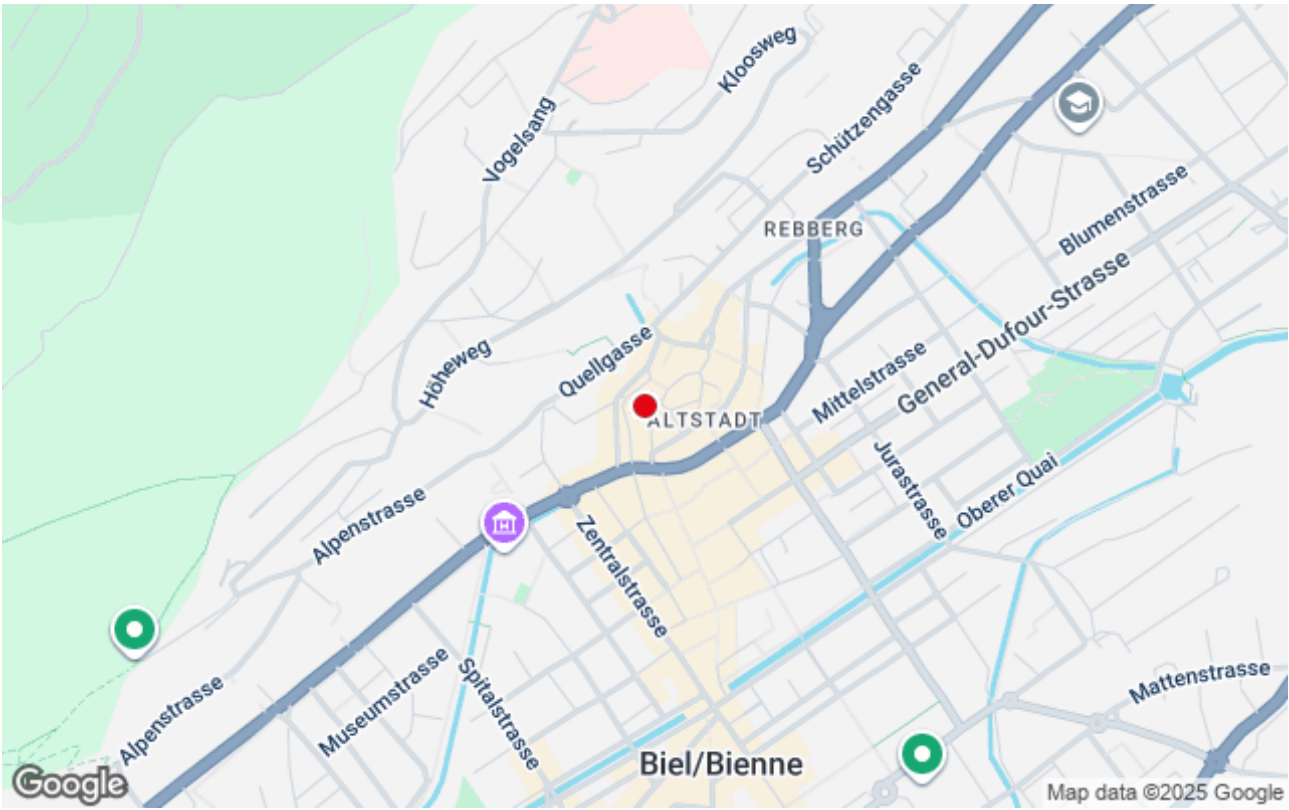 Kloosweg
Vogelsang
Schützengasse
Blumenstrasse
REBBERG
General-Dufour-Strasse
Höheweg
Quellgasse
Mittelstrasse
ALTSTADT
Jurastrasse
Oberer Quai
Alpenstrasse
Zentralstrasse
Museumstrasse
Spitalstrasse
Mattenstrasse
Alpenstrasse
Biel/Bienne
Google
Map data ©2025 Google